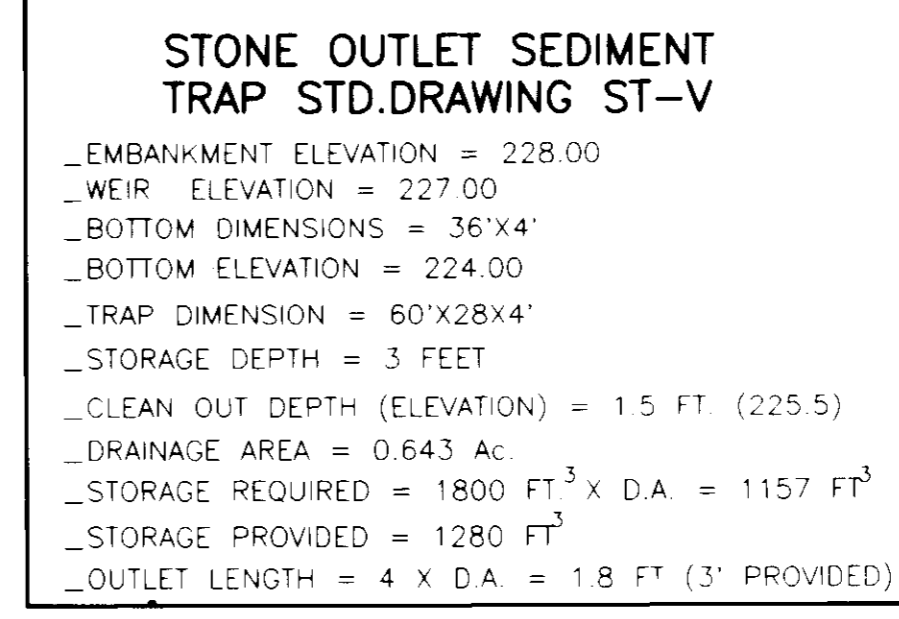 STONE OUTLET SEDIMENT
TRAP STD.DRAWING ST-V
_EMBANKMENT ELEVATION = 228.00
_WEIR ELEVATION = 227.00
_BOTTOM DIMENSIONS = 36'X4'
_BOTTOM ELEVATION = 224.00
_TRAP DIMENSION = 60'X28X4'
_STORAGE DEPTH = 3 FEET
_CLEAN OUT DEPTH (ELEVATION) = 1.5 FT. (225.5)
_DRAINAGE AREA = 0.643 Ac.
_STORAGE REQUIRED = 1800 FT.³ X D.A. = 1157 FT³
_STORAGE PROVIDED = 1280 FT³
_OUTLET LENGTH = 4 X D.A. = 1.8 FT (3' PROVIDED)